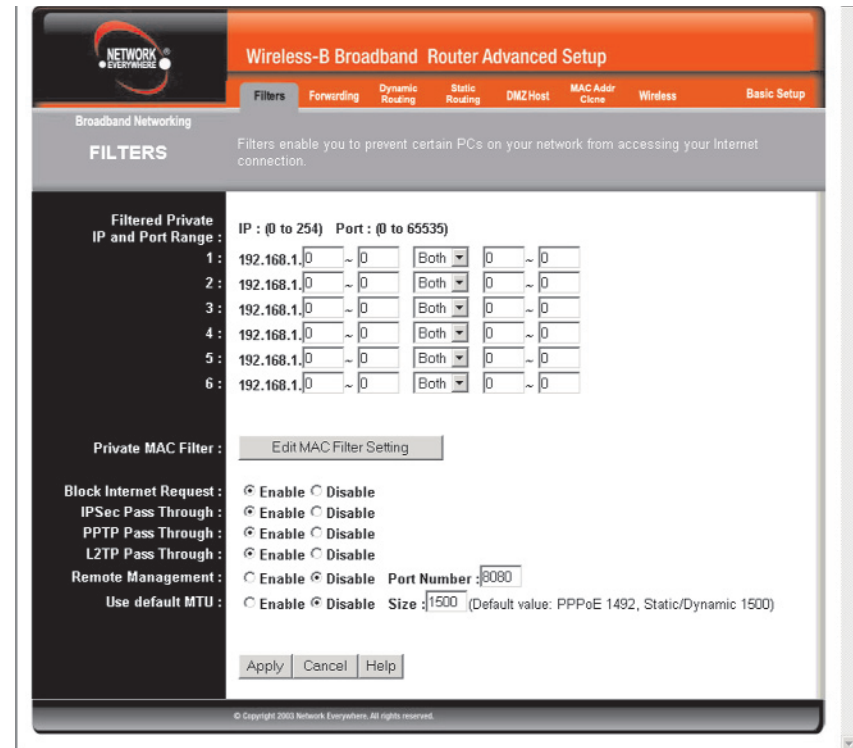 NETWORK
EVERYWHERE
Wireless-B Broadband Router Advanced Setup
Filters Forwarding Dynamic Routing Static Routing DMZ Host MAC Addr Clone Wireless Basic Setup
Broadband Networking
FILTERS
Filters enable you to prevent certain PCs on your network from accessing your Internet
connection.
Filtered Private
IP and Port Range :
IP : (0 to 254) Port : (0 to 65535)
1 : 192.168.1. 0 ~ 0 Both 0 ~ 0
2 : 192.168.1. 0 ~ 0 Both 0 ~ 0
3 : 192.168.1. 0 ~ 0 Both 0 ~ 0
4 : 192.168.1. 0 ~ 0 Both 0 ~ 0
5 : 192.168.1. 0 ~ 0 Both 0 ~ 0
6 : 192.168.1. 0 ~ 0 Both 0 ~ 0
Private MAC Filter : Edit MAC Filter Setting
Block Internet Request : Enable Disable
IPSec Pass Through : Enable Disable
PPTP Pass Through : Enable Disable
L2TP Pass Through : Enable Disable
Remote Management : Enable Disable Port Number : 8080
Use default MTU : Enable Disable Size : 1500 (Default value: PPPoE 1492, Static/Dynamic 1500)
Apply Cancel Help
© Copyright 2003 Network Everywhere. All rights reserved.